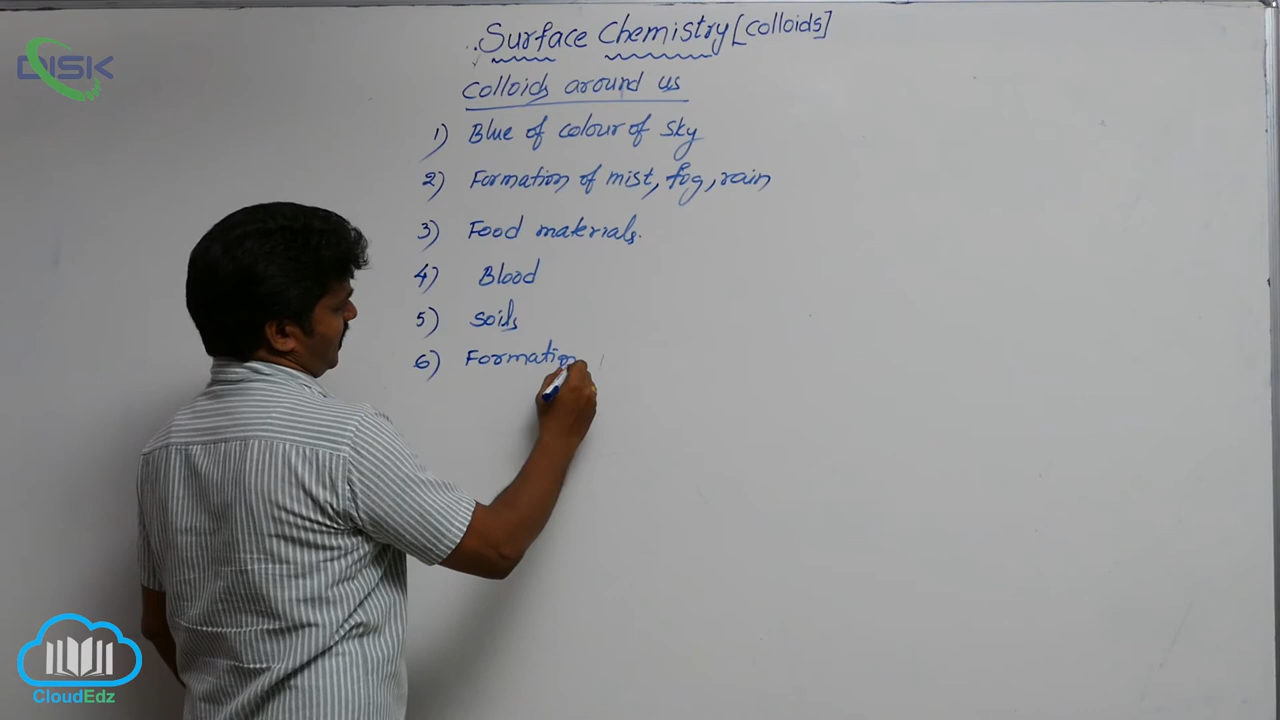 DISK
Surface Chemistry [colloids]
colloids around us
1) Blue of colour of sky
2) Formation of mist, fog, rain
3) Food materials.
4) Blood
5) soils
6) Formation
CloudEdz